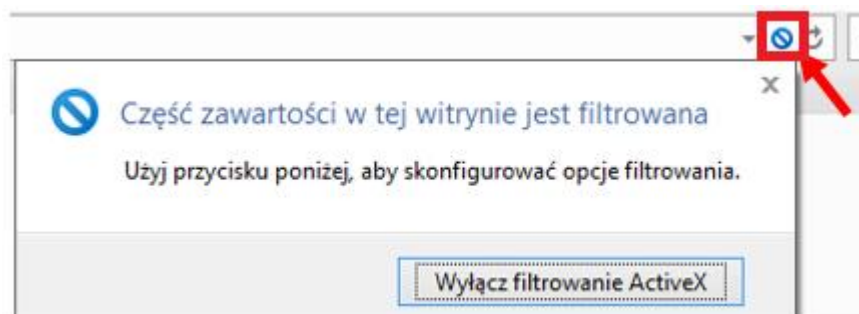 Część zawartości w tej witrynie jest filtrowana
Użyj przycisku poniżej, aby skonfigurować opcje filtrowania.
Wyłącz filtrowanie ActiveX